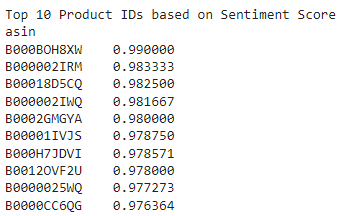 Top 10 Product IDs based on Sentiment Score
asin
B000BOH8XW    0.990000
B000002IRM    0.983333
B00018D5CQ    0.982500
B000002IWQ    0.981667
B0002GMGYA    0.980000
B00001IVJS    0.978750
B000H7JDVI    0.978571
B0012OVF2U    0.978000
B0000025WQ    0.977273
B0000CC6QG    0.976364